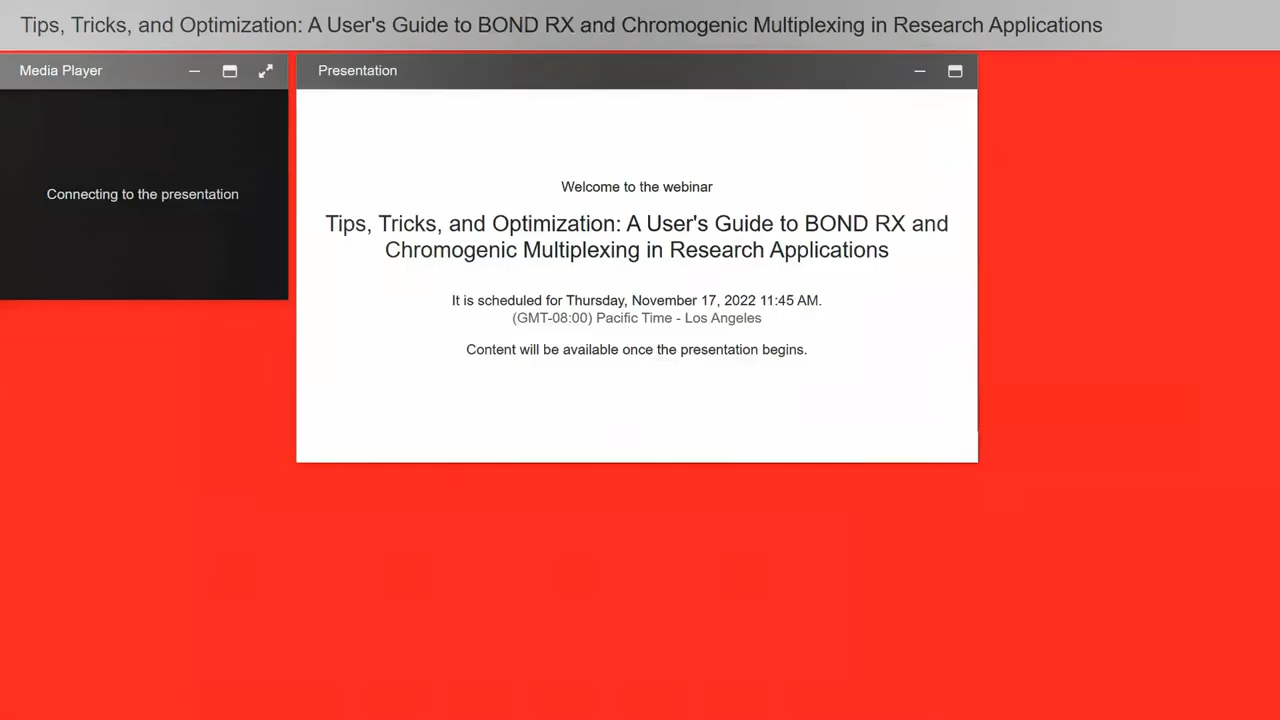 Tips, Tricks, and Optimization: A User's Guide to BOND RX and Chromogenic Multiplexing in Research Applications
Media Player
Presentation
Connecting to the presentation
Welcome to the webinar
Tips, Tricks, and Optimization: A User's Guide to BOND RX and
Chromogenic Multiplexing in Research Applications
It is scheduled for Thursday, November 17, 2022 11:45 AM.
(GMT-08:00) Pacific Time - Los Angeles
Content will be available once the presentation begins.